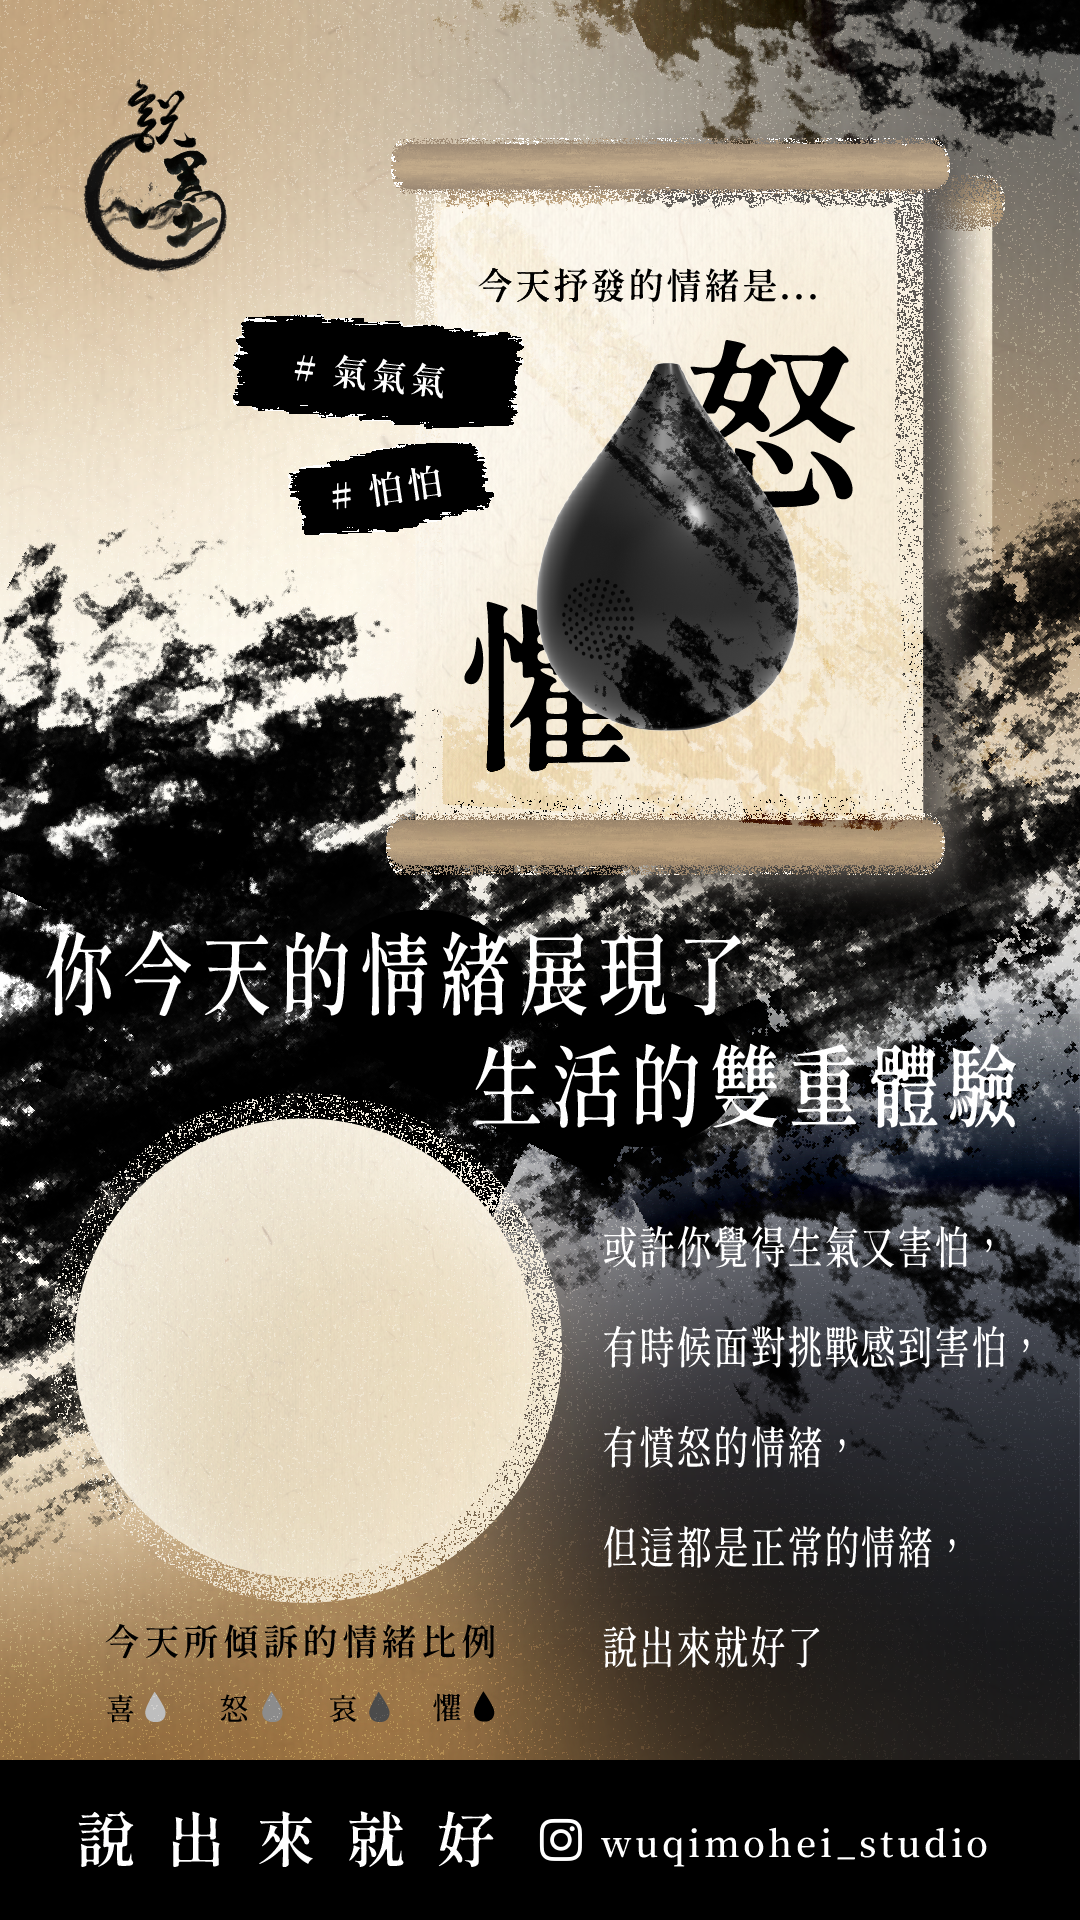 說墨
今天抒發的情緒是...
# 氣氣氣
# 怕怕
怒
懼
你今天的情緒展現了
生活的雙重體驗
或許你覺得生氣又害怕，
有時候面對挑戰感到害怕，
有憤怒的情緒，
但這都是正常的情緒，
說出來就好了
今天所傾訴的情緒比例
喜 怒 哀 懼
說出來就好 wuqimohei_studio